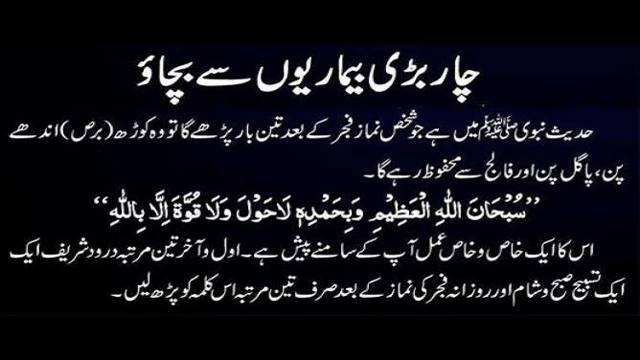 چار بڑی بیماریوں سے بچاؤ
حدیث نبوی ﷺ میں ہے جو شخص نماز فجر کے بعد تین بار پڑھے گا تو وہ کوڑھ (برص) اندھے
پن، پاگل پن اور فالج سے محفوظ رہے گا۔
”سُبْحَانَ اللّٰهِ الْعَظِيْمِ وَبِحَمْدِهٖ لَاحَوْلَ وَلَا قُوَّةَ اِلَّا بِاللّٰهِ“
اس کا ایک خاص و خاص عمل آپ کے سامنے پیش ہے۔ اول و آخر تین مرتبہ درود شریف ایک
ایک تسبیح صبح و شام اور روزانہ فجر کی نماز کے بعد صرف تین مرتبہ اس کلمہ کو پڑھ لیں۔